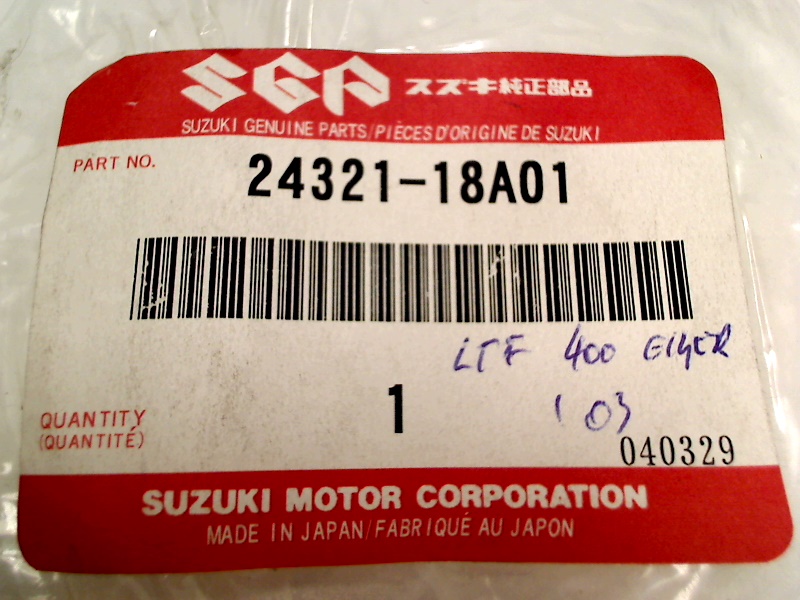 SGP スズキ純正部品
SUZUKI GENUINE PARTS/PIÈCES D'ORIGINE DE SUZUKI
PART NO. 24321-18A01
LTF 400 EIGER
QUANTITY 1 ' 03
(QUANTITÉ)
040329
SUZUKI MOTOR CORPORATION
MADE IN JAPAN/FABRIQUÉ AU JAPON